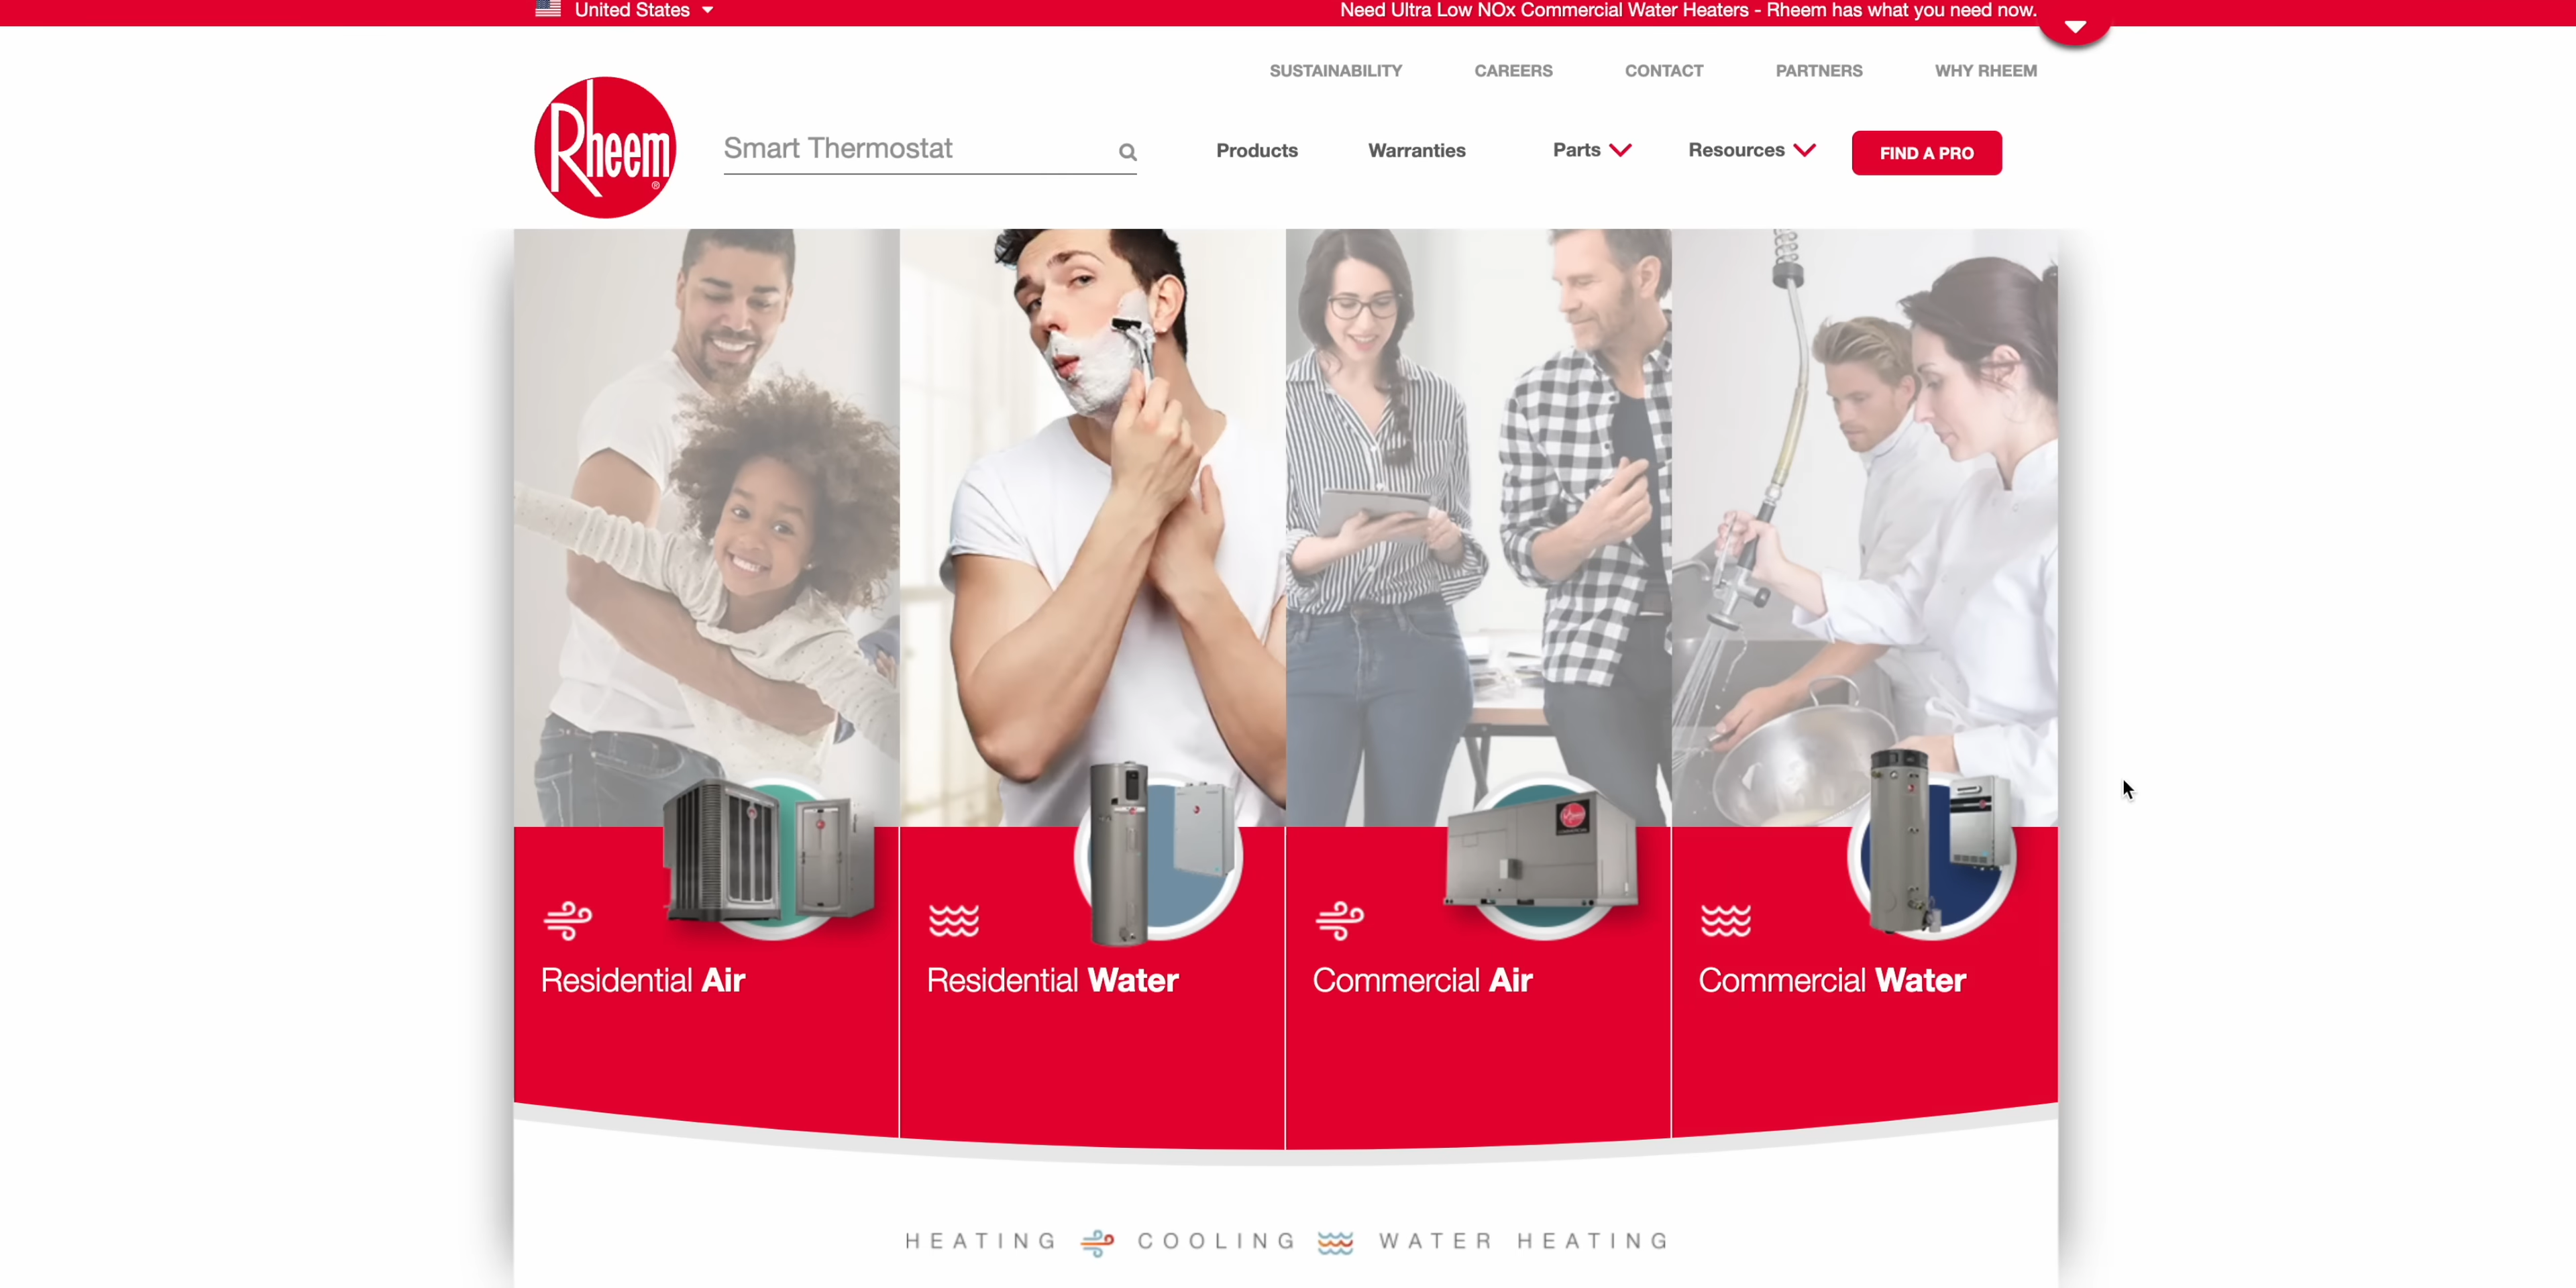 United States
Need Ultra Low NOx Commercial Water Heaters - Rheem has what you need now.
SUSTAINABILITY CAREERS CONTACT PARTNERS WHY RHEEM
Rheem®
Smart Thermostat
Products Warranties Parts Resources FIND A PRO
Residential Air
Residential Water
Commercial Air
Commercial Water
HEATING COOLING WATER HEATING